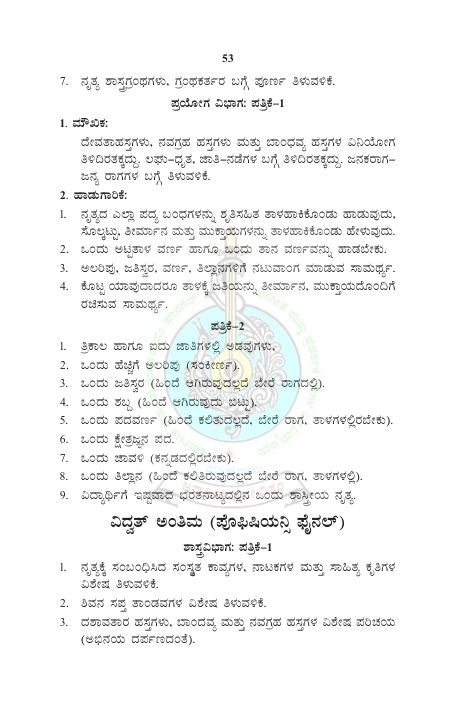 53
7. ನೃತ್ಯ ಶಾಸ್ತ್ರಗ್ರಂಥಗಳು, ಗ್ರಂಥಕರ್ತರ ಬಗ್ಗೆ ಪೂರ್ಣ ತಿಳುವಳಿಕೆ.
ಪ್ರಯೋಗ ವಿಭಾಗ: ಪತ್ರಿಕೆ-1
1. ಮೌಖಿಕ:
ದೇವತಾಹಸ್ತಗಳು, ನವಗ್ರಹ ಹಸ್ತಗಳು ಮತ್ತು ಬಾಂಧವ್ಯ ಹಸ್ತಗಳ ವಿನಿಯೋಗ
ತಿಳಿದಿರತಕ್ಕದ್ದು. ಲಘು-ಧೃತ, ಜಾತಿ-ನಡೆಗಳ ಬಗ್ಗೆ ತಿಳಿದಿರತಕ್ಕದ್ದು. ಜನಕರಾಗ-
ಜನ್ಯ ರಾಗಗಳ ಬಗ್ಗೆ ತಿಳುವಳಿಕೆ.
2. ಹಾಡುಗಾರಿಕೆ:
1. ನೃತ್ಯದ ಎಲ್ಲಾ ಪದ್ಯ ಬಂಧಗಳನ್ನು ಶೃತಿಸಹಿತ ತಾಳಹಾಕಿಕೊಂಡು ಹಾಡುವುದು,
ಸೊಲ್ಕಟ್ಟು, ತೀರ್ಮಾನ ಮತ್ತು ಮುಕ್ತಾಯಗಳನ್ನು ತಾಳಹಾಕಿಕೊಂಡು ಹೇಳುವುದು.
2. ಒಂದು ಅಟ್ಟತಾಳ ವರ್ಣ ಹಾಗೂ ಒಂದು ತಾನ ವರ್ಣವನ್ನು ಹಾಡಬೇಕು.
3. ಅಲರಿಪು, ಜತಿಸ್ವರ, ವರ್ಣ, ತಿಲ್ಲಾನಗಳಿಗೆ ನಟುವಾಂಗ ಮಾಡುವ ಸಾಮರ್ಥ್ಯ.
4. ಕೊಟ್ಟ ಯಾವುದಾದರೂ ತಾಳಕ್ಕೆ ಜತಿಯನ್ನು ತೀರ್ಮಾನ, ಮುಕ್ತಾಯದೊಂದಿಗೆ
ರಚಿಸುವ ಸಾಮರ್ಥ್ಯ.
ಪತ್ರಿಕೆ-2
1. ತ್ರಿಕಾಲ ಹಾಗೂ ಐದು ಜಾತಿಗಳಲ್ಲಿ ಅಡವುಗಳು.
2. ಒಂದು ಹೆಚ್ಚಿಗೆ ಅಲರಿಪು (ಸಂಕೀರ್ಣ).
3. ಒಂದು ಜತಿಸ್ವರ (ಹಿಂದೆ ಆಗಿರುವುದಲ್ಲದೆ ಬೇರೆ ರಾಗದಲ್ಲಿ).
4. ಒಂದು ಶಬ್ದ (ಹಿಂದೆ ಆಗಿರುವುದು ಬಿಟ್ಟು).
5. ಒಂದು ಪದವರ್ಣ (ಹಿಂದೆ ಕಲಿತುದಲ್ಲದೆ, ಬೇರೆ ರಾಗ, ತಾಳಗಳಲ್ಲಿರಬೇಕು).
6. ಒಂದು ಕ್ಷೇತ್ರಜ್ಞನ ಪದ.
7. ಒಂದು ಜಾವಳಿ (ಕನ್ನಡದಲ್ಲಿರಬೇಕು).
8. ಒಂದು ತಿಲ್ಲಾನ (ಹಿಂದೆ ಕಲಿತಿರುವುದಲ್ಲದೆ ಬೇರೆ ರಾಗ, ತಾಳಗಳಲ್ಲಿ).
9. ವಿದ್ಯಾರ್ಥಿಗೆ ಇಷ್ಟವಾದ ಭರತನಾಟ್ಯದಲ್ಲಿನ ಒಂದು ಶಾಸ್ತ್ರೀಯ ನೃತ್ಯ.
ವಿದ್ವತ್ ಅಂತಿಮ (ಪ್ರೊಫಿಷಿಯನ್ಸಿ ಫೈನಲ್)
ಶಾಸ್ತ್ರವಿಭಾಗ: ಪತ್ರಿಕೆ-1
1. ನೃತ್ಯಕ್ಕೆ ಸಂಬಂಧಿಸಿದ ಸಂಸ್ಕೃತ ಕಾವ್ಯಗಳ, ನಾಟಕಗಳ ಮತ್ತು ಸಾಹಿತ್ಯ ಕೃತಿಗಳ
ವಿಶೇಷ ತಿಳುವಳಿಕೆ.
2. ಶಿವನ ಸಪ್ತ ತಾಂಡವಗಳ ವಿಶೇಷ ತಿಳುವಳಿಕೆ.
3. ದಶಾವತಾರ ಹಸ್ತಗಳು, ಬಾಂದವ್ಯ ಮತ್ತು ನವಗ್ರಹ ಹಸ್ತಗಳ ವಿಶೇಷ ಪರಿಚಯ
(ಅಭಿನಯ ದರ್ಪಣದಂತೆ).